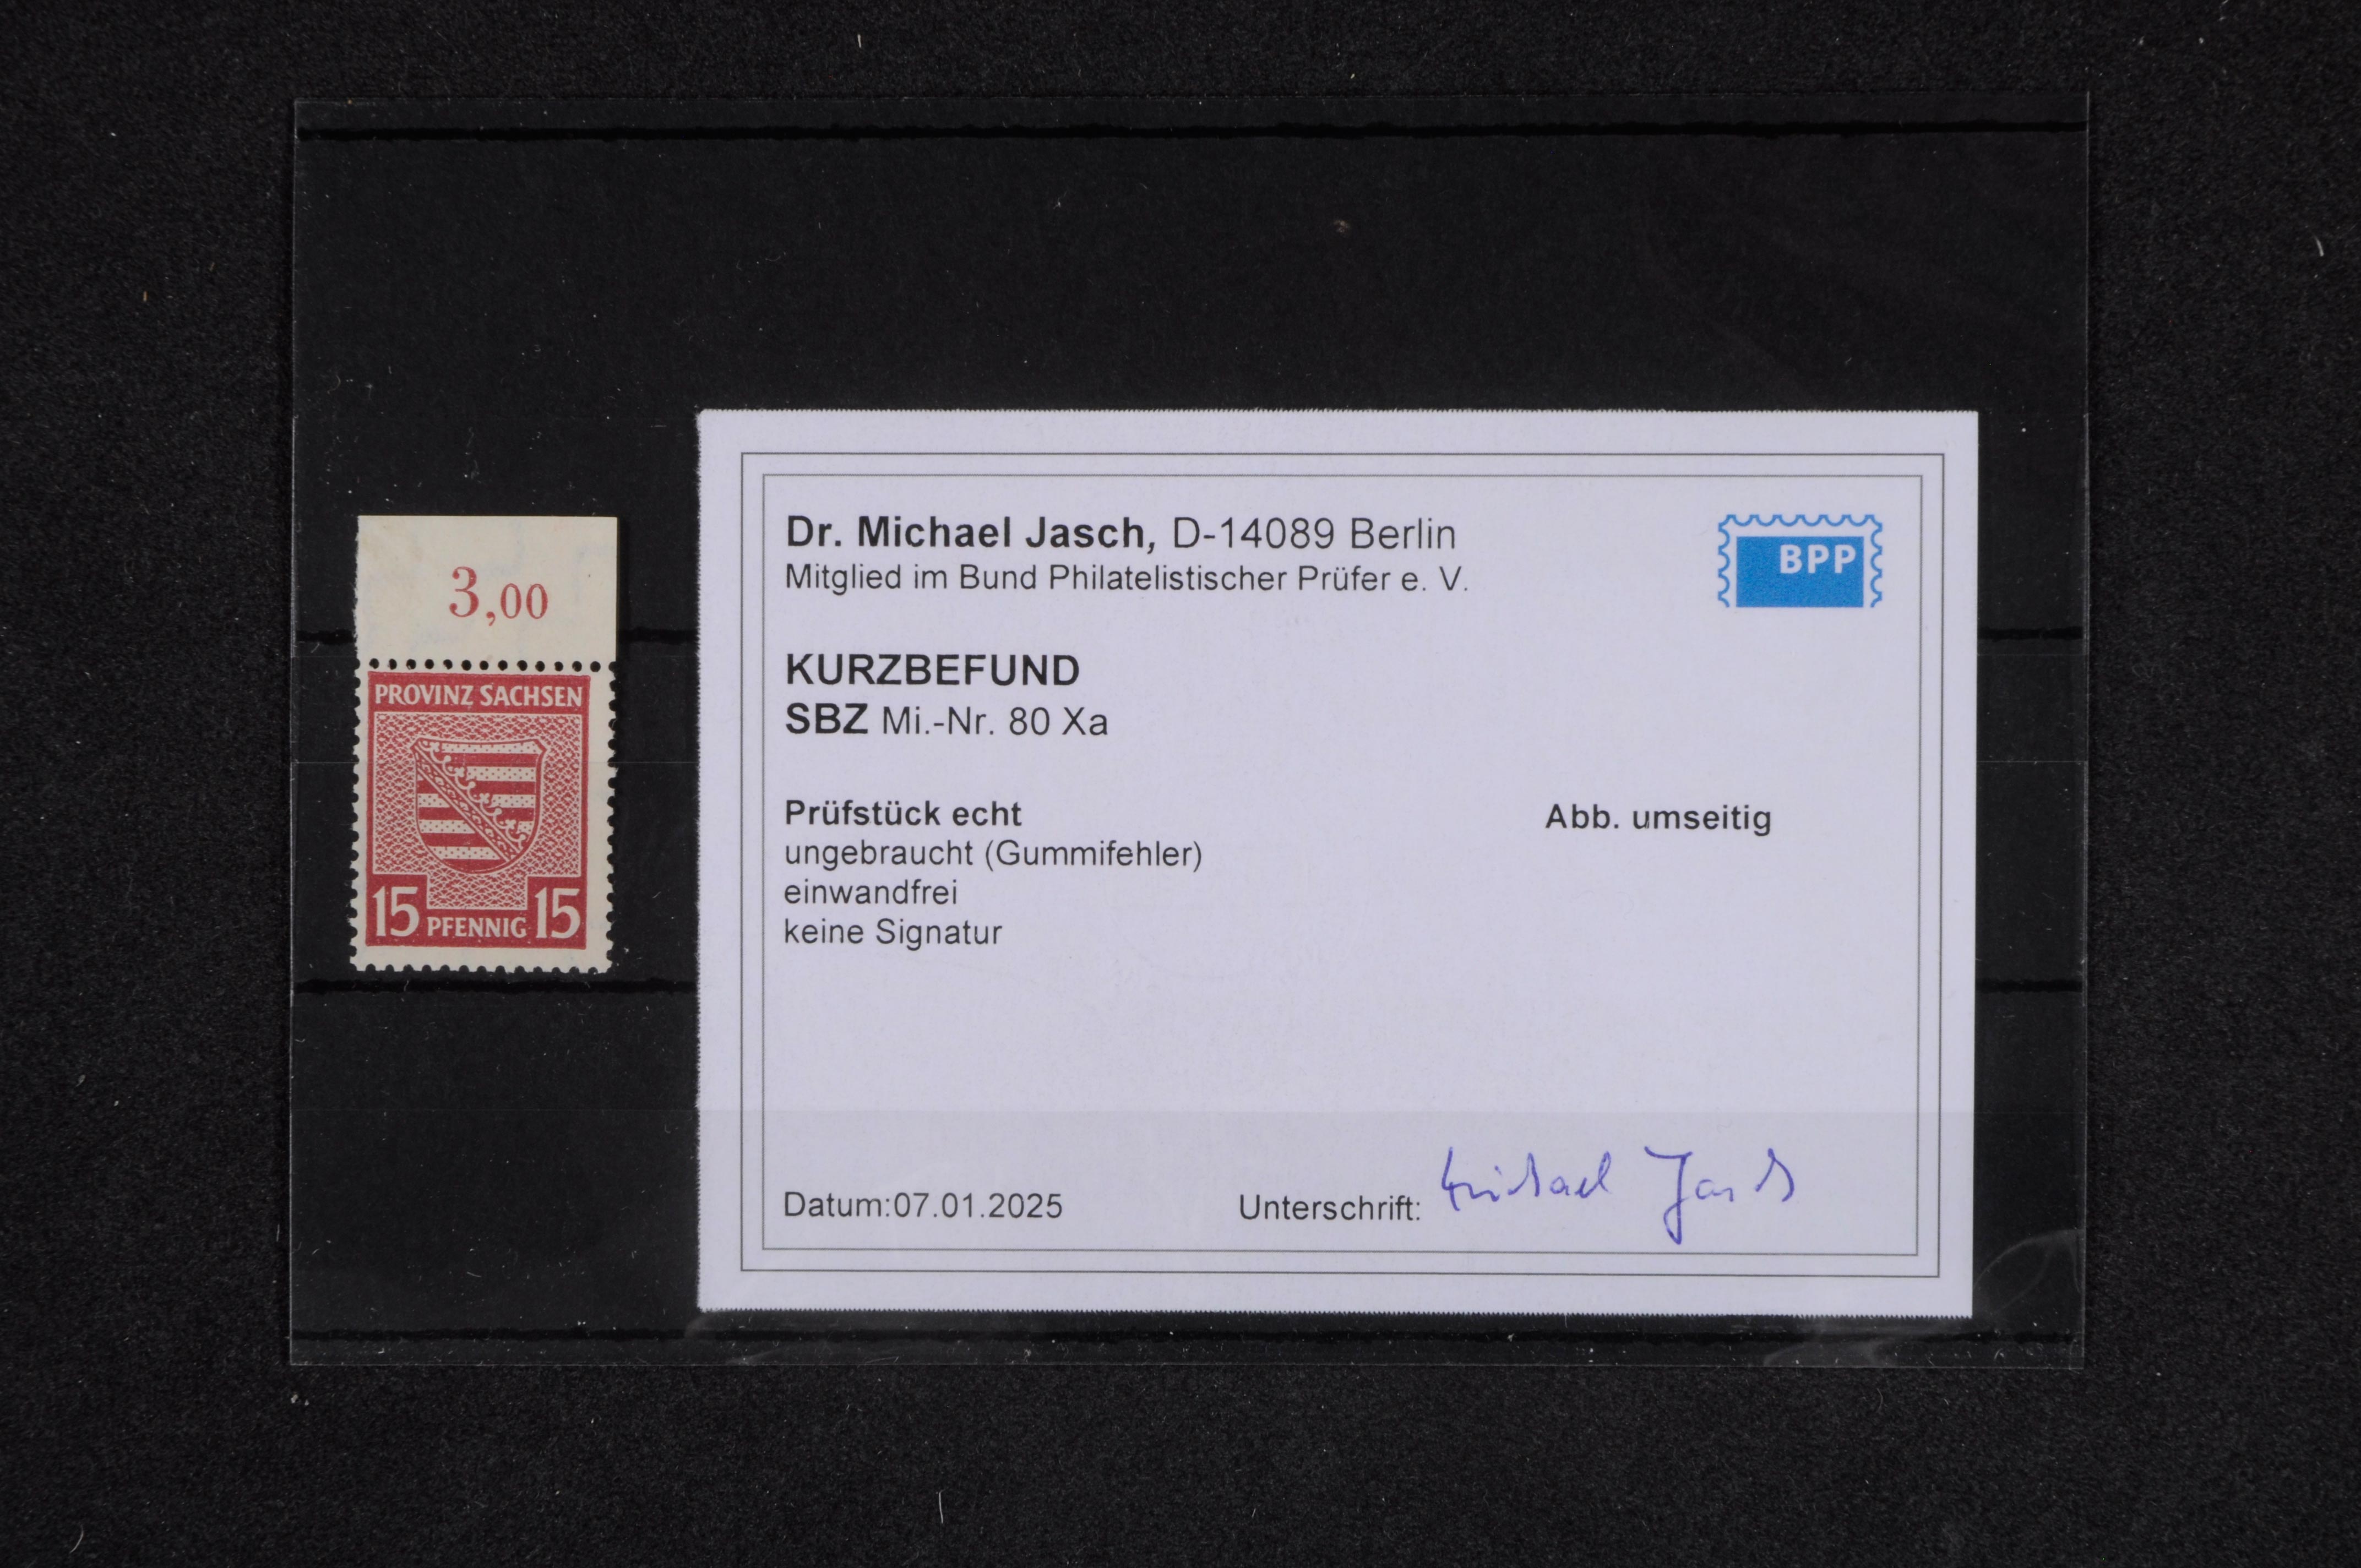 3,00
PROVINZ SACHSEN
15 PFENNIG 15
Dr. Michael Jasch, D-14089 Berlin
Mitglied im Bund Philatelistischer Prüfer e. V.
BPP
KURZBEFUND
SBZ Mi.-Nr. 80 Xa
Prüfstück echt
Abb. umseitig
ungebraucht (Gummifehler)
einwandfrei
keine Signatur
Datum:07.01.2025
Unterschrift: Michael Jasch